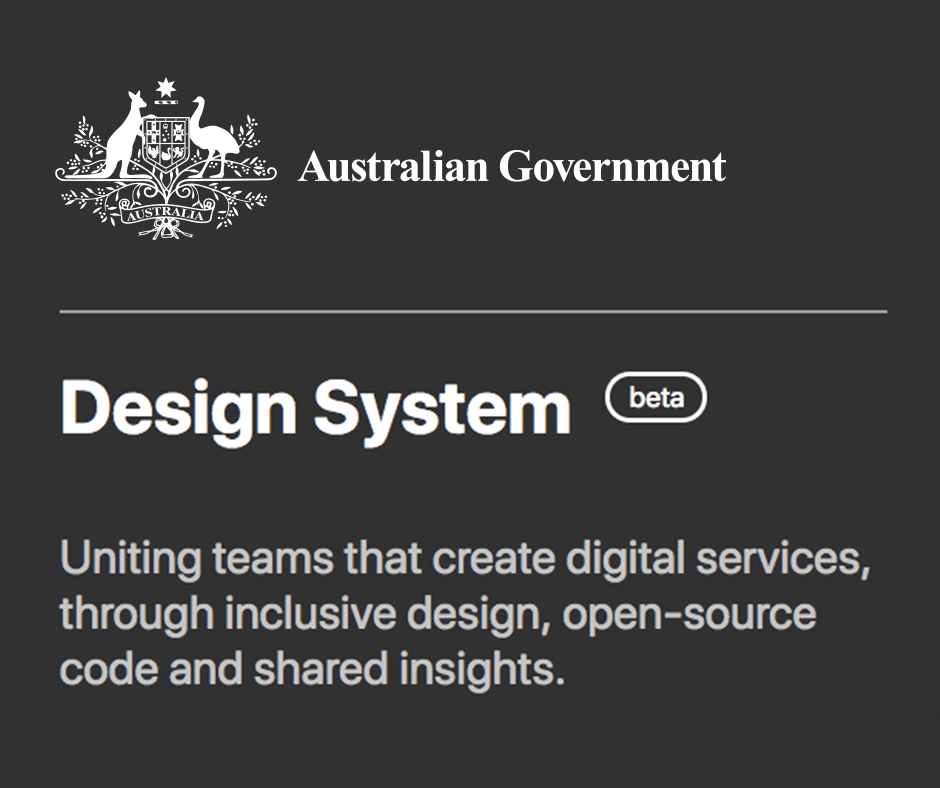 AUSTRALIA
Australian Government
Design System
beta
Uniting teams that create digital services,
through inclusive design, open-source
code and shared insights.